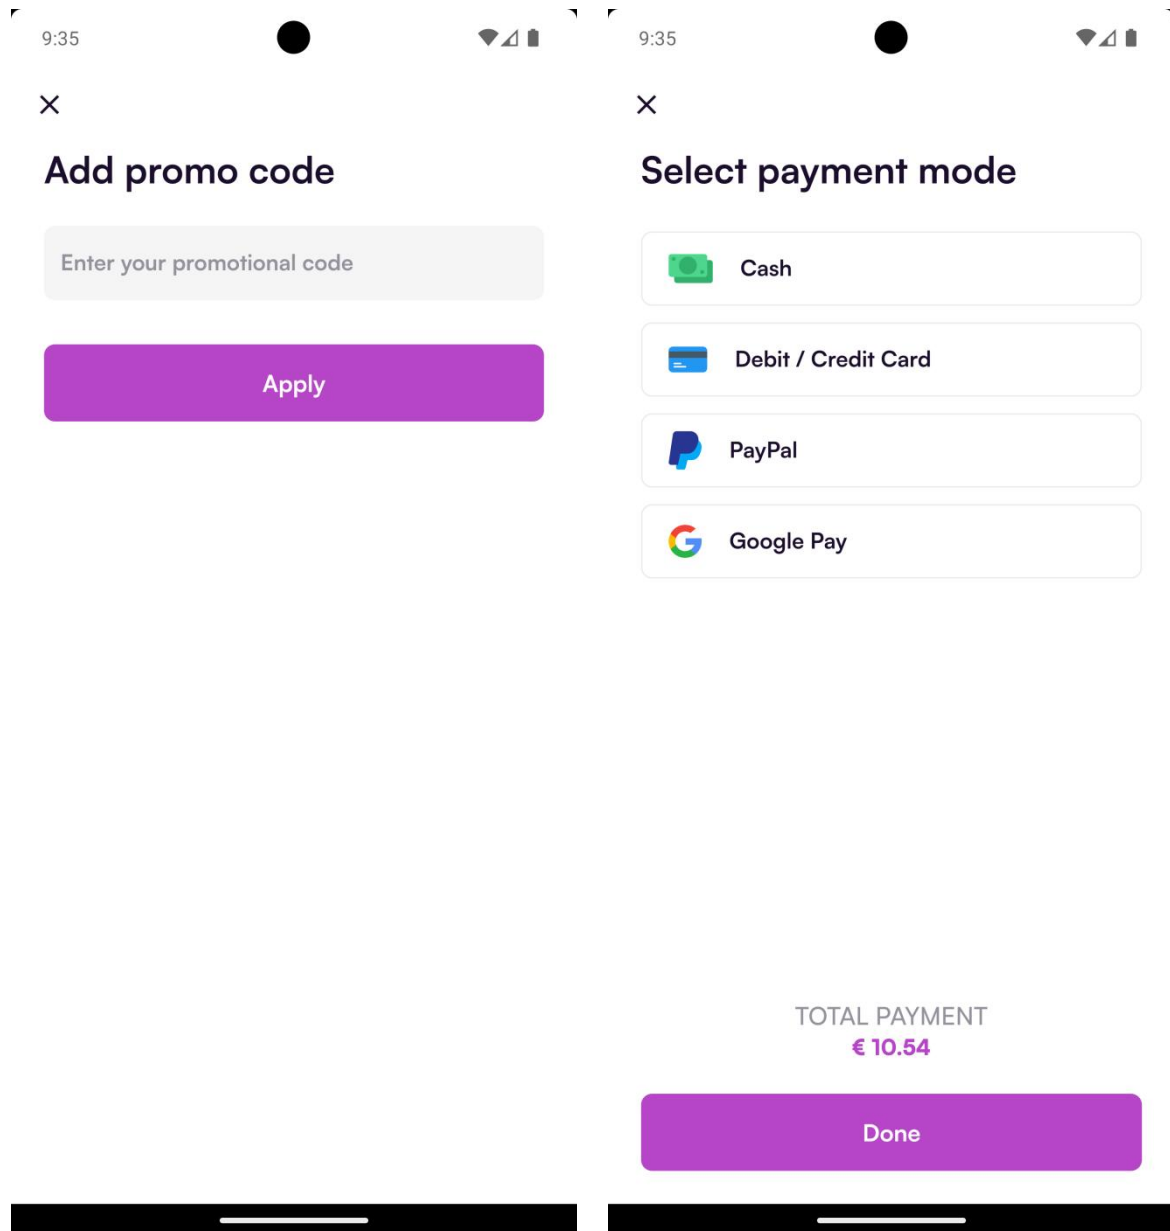 9:35
Add promo code
Enter your promotional code
Apply
9:35
Select payment mode
Cash
Debit / Credit Card
PayPal
Google Pay
TOTAL PAYMENT
€ 10.54
Done